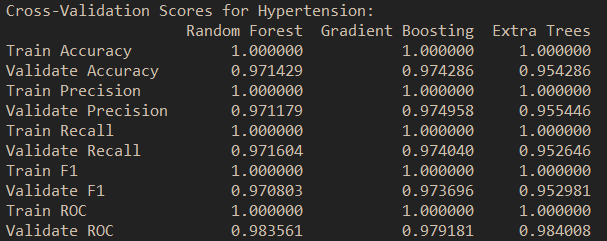 Cross-Validation Scores for Hypertension:
Random Forest Gradient Boosting Extra Trees
Train Accuracy 1.000000 1.000000 1.000000
Validate Accuracy 0.971429 0.974286 0.954286
Train Precision 1.000000 1.000000 1.000000
Validate Precision 0.971179 0.974958 0.955446
Train Recall 1.000000 1.000000 1.000000
Validate Recall 0.971604 0.974040 0.952646
Train F1 1.000000 1.000000 1.000000
Validate F1 0.970803 0.973696 0.952981
Train ROC 1.000000 1.000000 1.000000
Validate ROC 0.983561 0.979181 0.984008